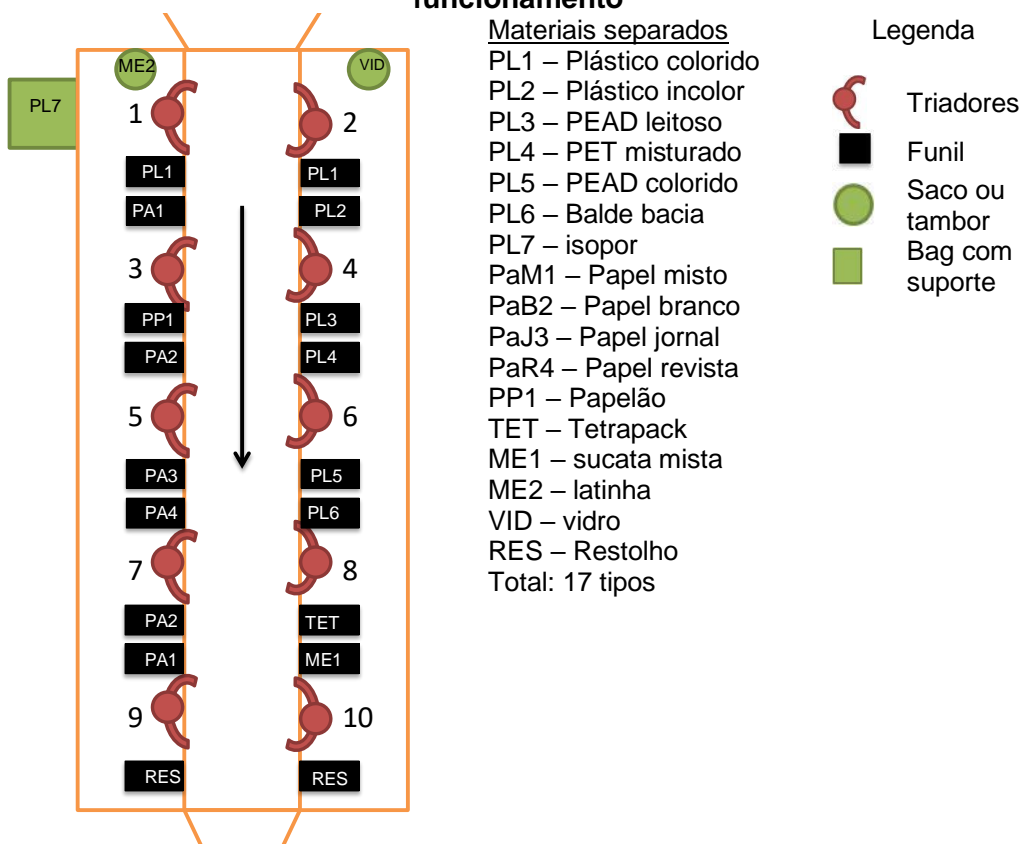 funcionamento
ME2
VID
PL7
1
2
PL1
PL1
PA1
PL2
3
4
PP1
PL3
PA2
PL4
5
6
PA3
PL5
PA4
PL6
7
8
PA2
TET
PA1
ME1
9
10
RES
RES
Materiais separados
PL1 – Plástico colorido
PL2 – Plástico incolor
PL3 – PEAD leitoso
PL4 – PET misturado
PL5 – PEAD colorido
PL6 – Balde bacia
PL7 – isopor
PaM1 – Papel misto
PaB2 – Papel branco
PaJ3 – Papel jornal
PaR4 – Papel revista
PP1 – Papelão
TET – Tetrapack
ME1 – sucata mista
ME2 – latinha
VID – vidro
RES – Restolho
Total: 17 tipos
Legenda
Triadores
Funil
Saco ou
tambor
Bag com
suporte